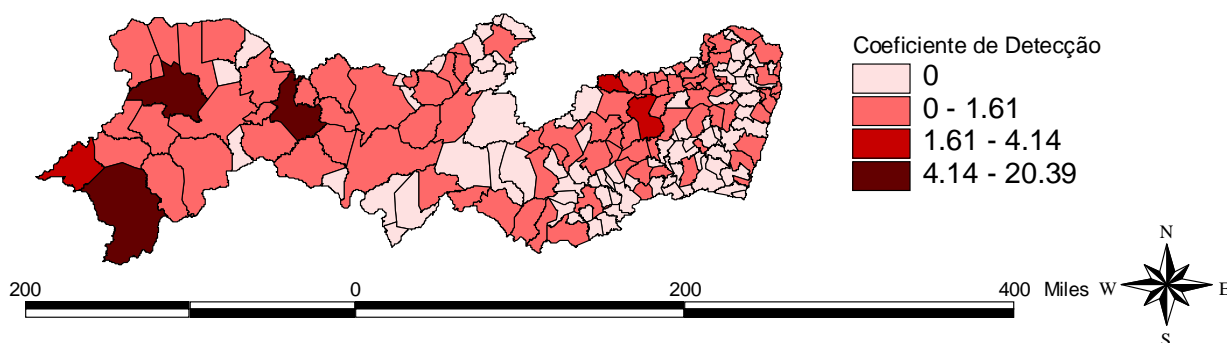 Coeficiente de Detecção
0
0 - 1.61
1.61 - 4.14
4.14 - 20.39
N
W
E
S
200 0 200 400 Miles